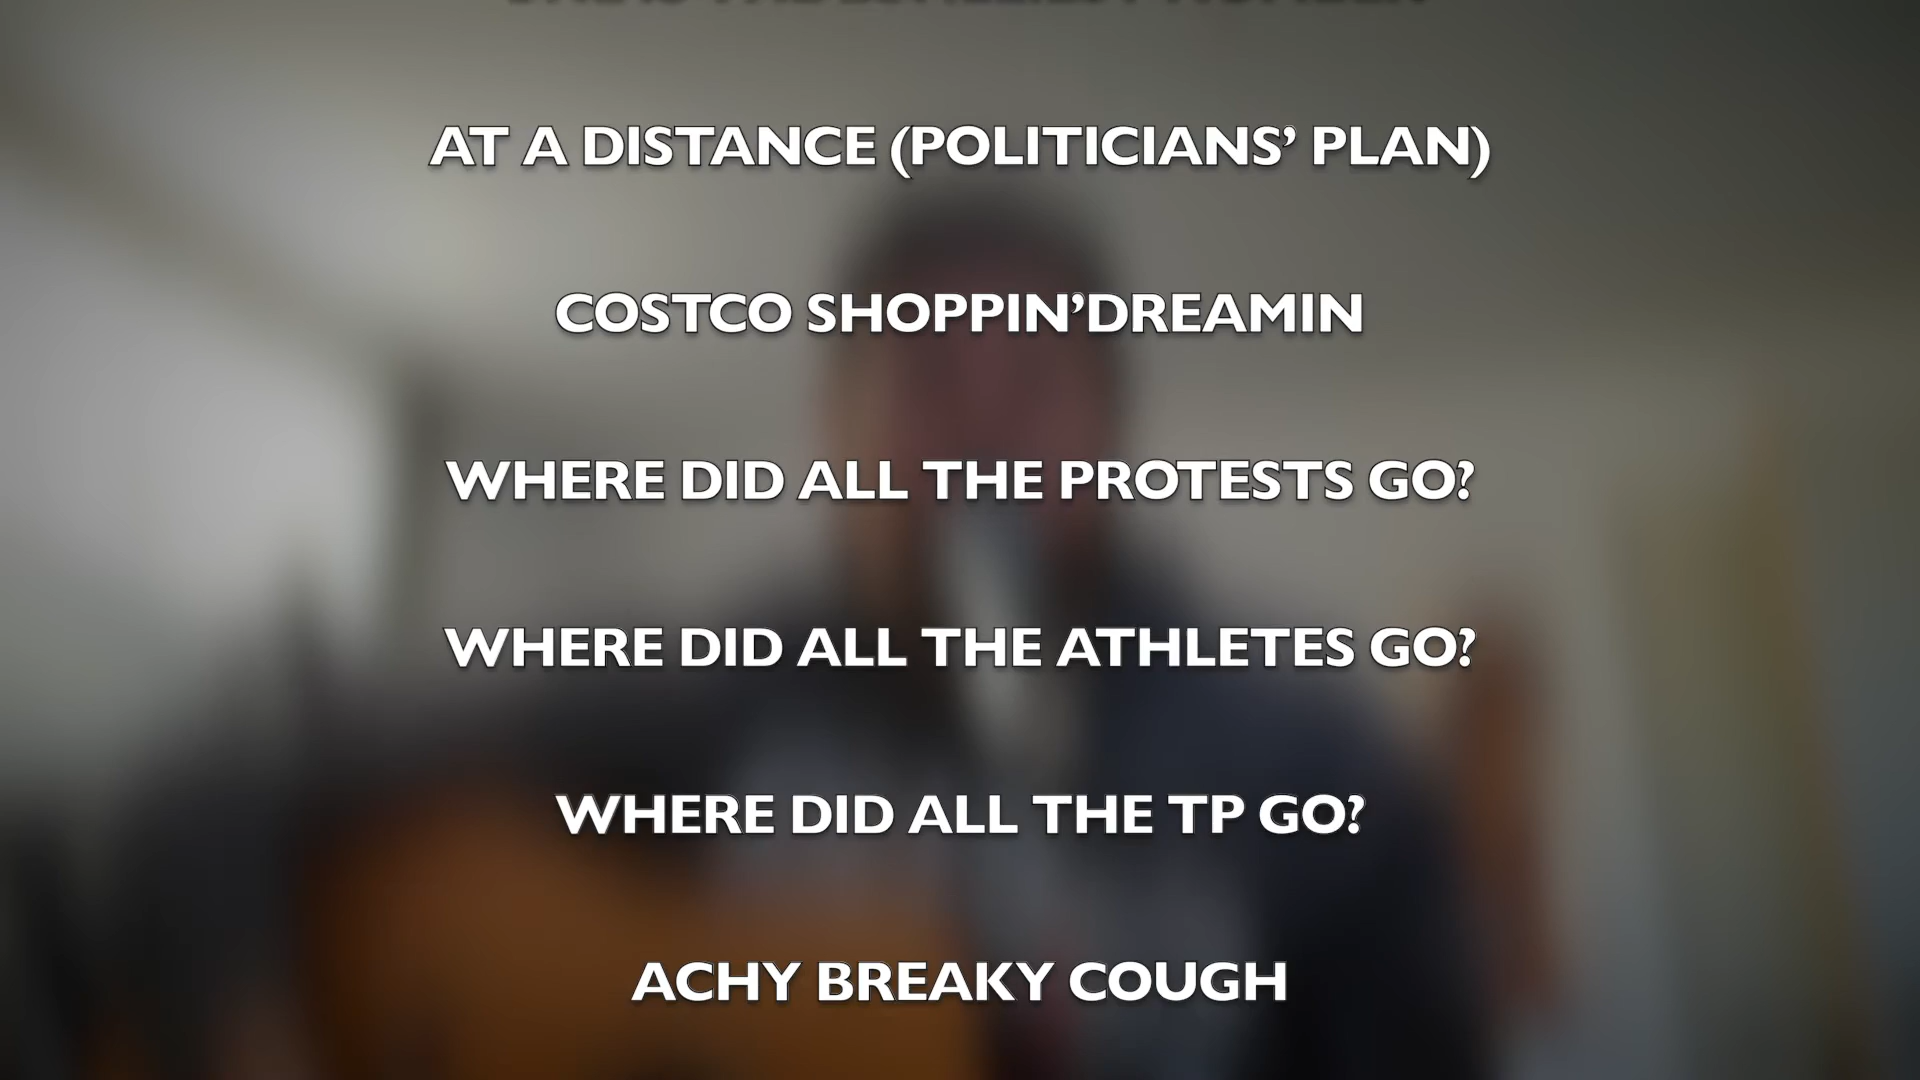 AT A DISTANCE (POLITICIANS’ PLAN)
COSTCO SHOPPIN’DREAMIN
WHERE DID ALL THE PROTESTS GO?
WHERE DID ALL THE ATHLETES GO?
WHERE DID ALL THE TP GO?
ACHY BREAKY COUGH